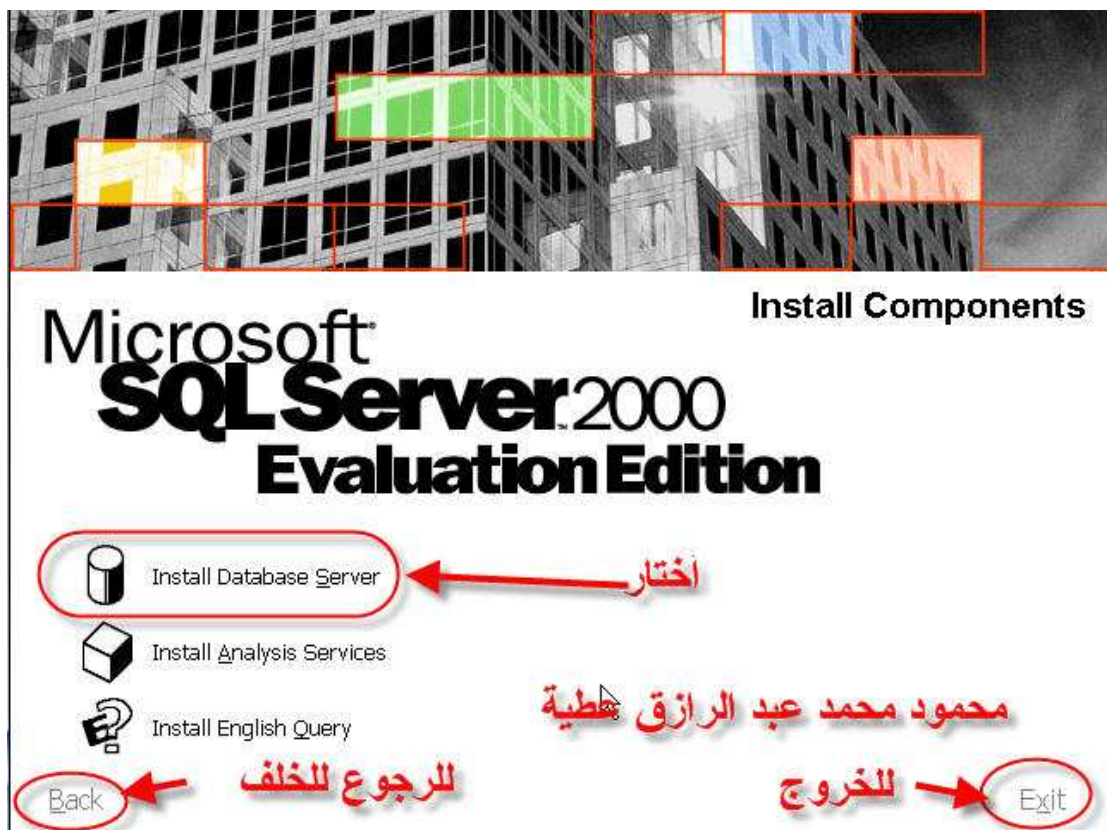 Install Components
Microsoft
SQL Server 2000
Evaluation Edition
Install Database Server
أختار
Install Analysis Services
محمود محمد عبد الرازق عطية
Install English Query
Back
للرجوع للخلف
للخروج
Exit